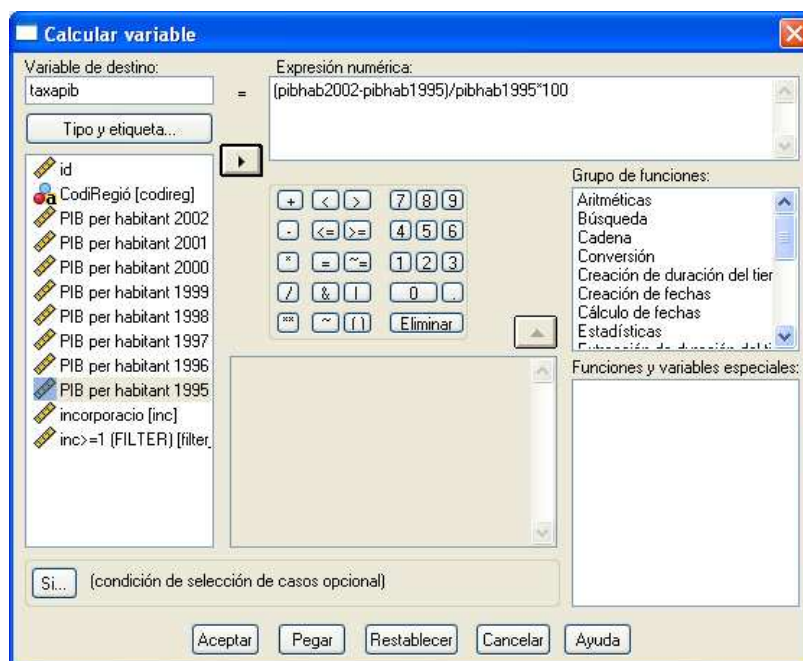 Calcular variable
Variable de destino:
Expresión numérica:
taxapib
=
(pibhab2002-pibhab1995)/pibhab1995*100
Tipo y etiqueta...
id
CodiRegió [codireg]
PIB per habitant 2002
PIB per habitant 2001
PIB per habitant 2000
PIB per habitant 1999
PIB per habitant 1998
PIB per habitant 1997
PIB per habitant 1996
PIB per habitant 1995
incorporacio [inc]
inc>=1 (FILTER) [filter_
+ < > 7 8 9
- <= >= 4 5 6
* = ~= 1 2 3
/ & | 0 .
** ~ () Eliminar
Grupo de funciones:
Aritméticas
Búsqueda
Cadena
Conversión
Creación de duración del tier
Creación de fechas
Cálculo de fechas
Estadísticas
Funciones y variables especiales:
Si...
(condición de selección de casos opcional)
Aceptar
Pegar
Restablecer
Cancelar
Ayuda